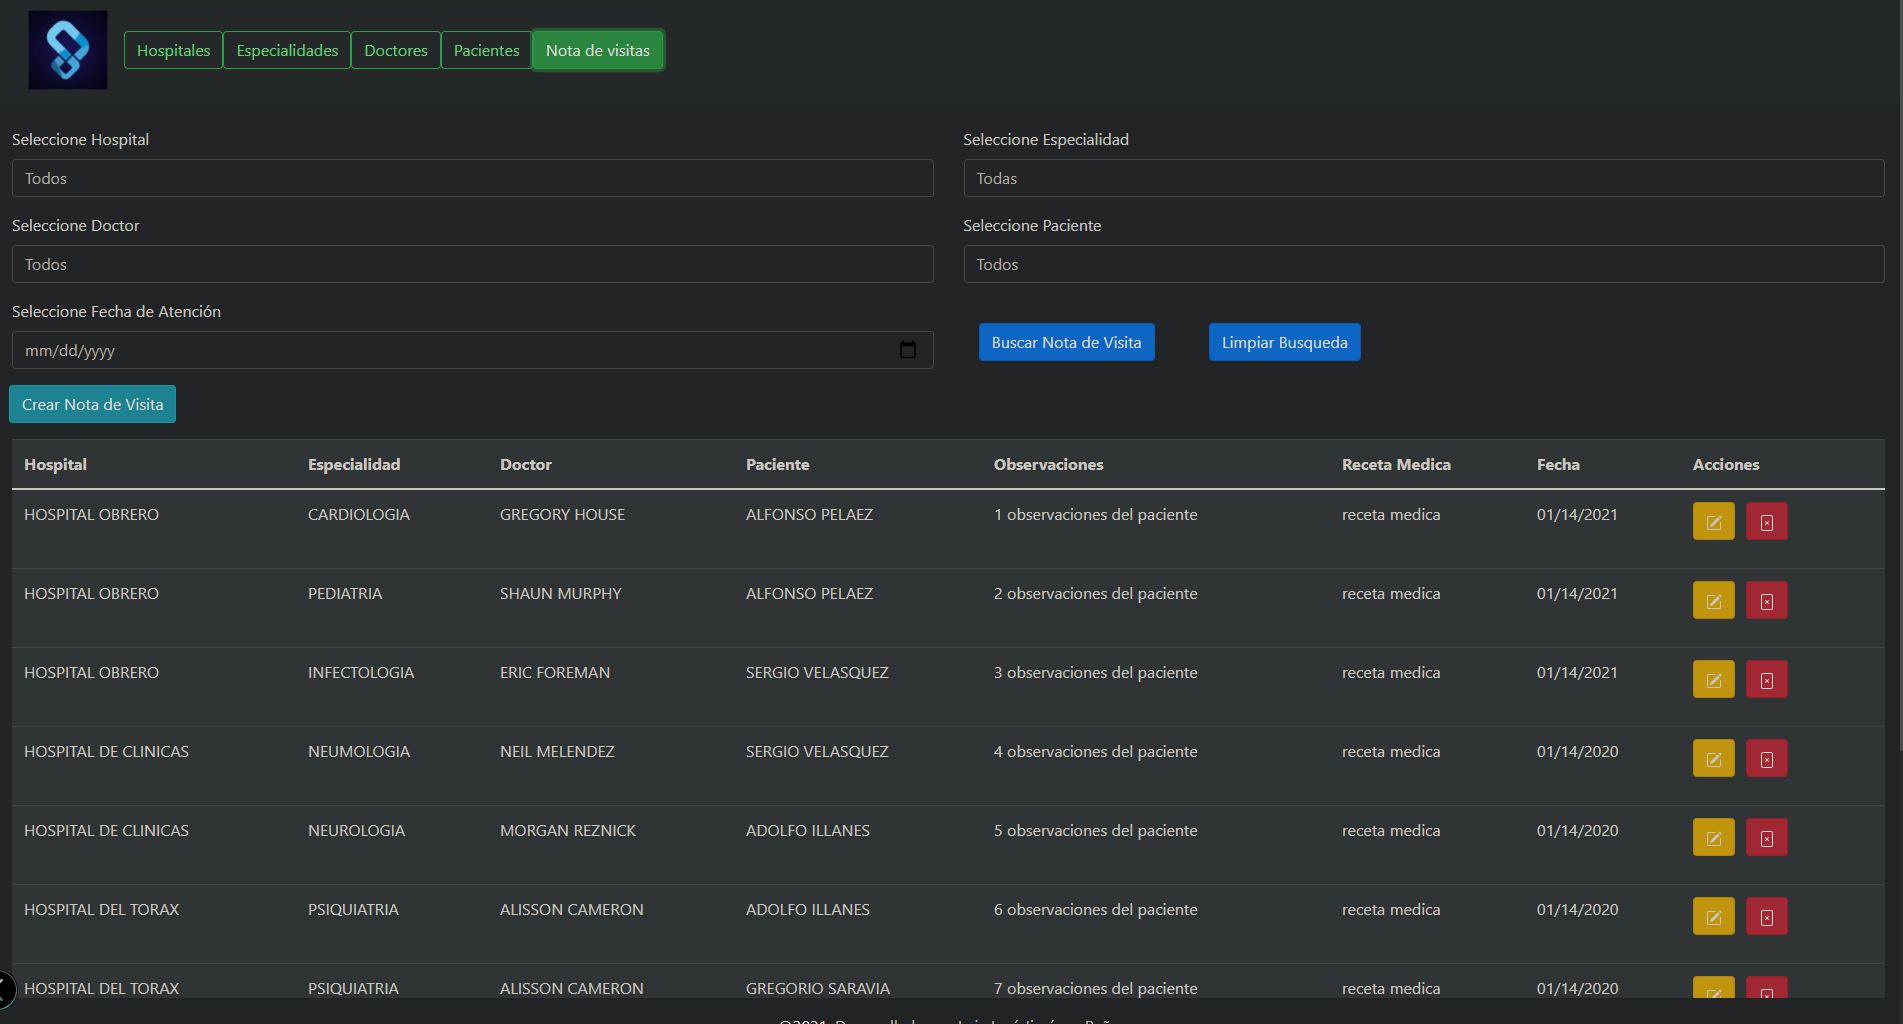 Hospitales Especialidades Doctores Pacientes Nota de visitas
Seleccione Hospital Seleccione Especialidad
Todos Todas
Seleccione Doctor Seleccione Paciente
Todos Todos
Seleccione Fecha de Atención
mm/dd/yyyy Buscar Nota de Visita Limpiar Busqueda
Crear Nota de Visita
Hospital Especialidad Doctor Paciente Observaciones Receta Medica Fecha Acciones
HOSPITAL OBRERO CARDIOLOGIA GREGORY HOUSE ALFONSO PELAEZ 1 observaciones del paciente receta medica 01/14/2021
HOSPITAL OBRERO PEDIATRIA SHAUN MURPHY ALFONSO PELAEZ 2 observaciones del paciente receta medica 01/14/2021
HOSPITAL OBRERO INFECTOLOGIA ERIC FOREMAN SERGIO VELASQUEZ 3 observaciones del paciente receta medica 01/14/2021
HOSPITAL DE CLINICAS NEUMOLOGIA NEIL MELENDEZ SERGIO VELASQUEZ 4 observaciones del paciente receta medica 01/14/2020
HOSPITAL DE CLINICAS NEUROLOGIA MORGAN REZNICK ADOLFO ILLANES 5 observaciones del paciente receta medica 01/14/2020
HOSPITAL DEL TORAX PSIQUIATRIA ALISSON CAMERON ADOLFO ILLANES 6 observaciones del paciente receta medica 01/14/2020
HOSPITAL DEL TORAX PSIQUIATRIA ALISSON CAMERON GREGORIO SARAVIA 7 observaciones del paciente receta medica 01/14/2020
©2021